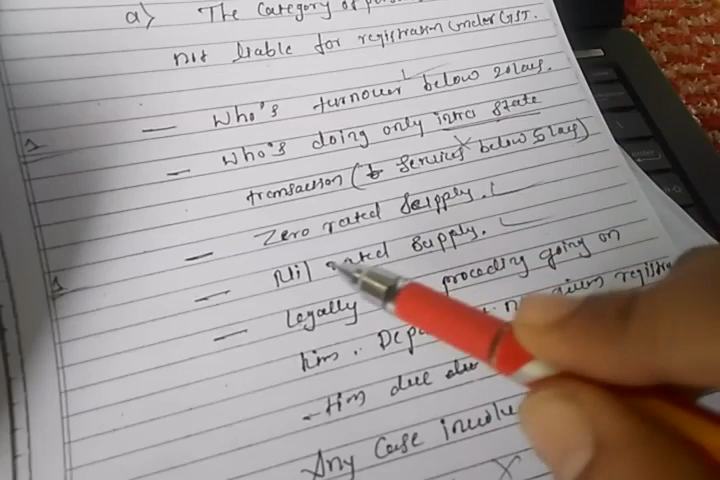 a) The Category of
not liable for registration under GST.
— Who's turnover below 20 lacs.
— Who's doing only intra state
transaction ( Services below 5 lacs)
— Zero rated Supply.
— Nil rated Supply.
— Legally proceding going on
him. 
- Him due
Any Case